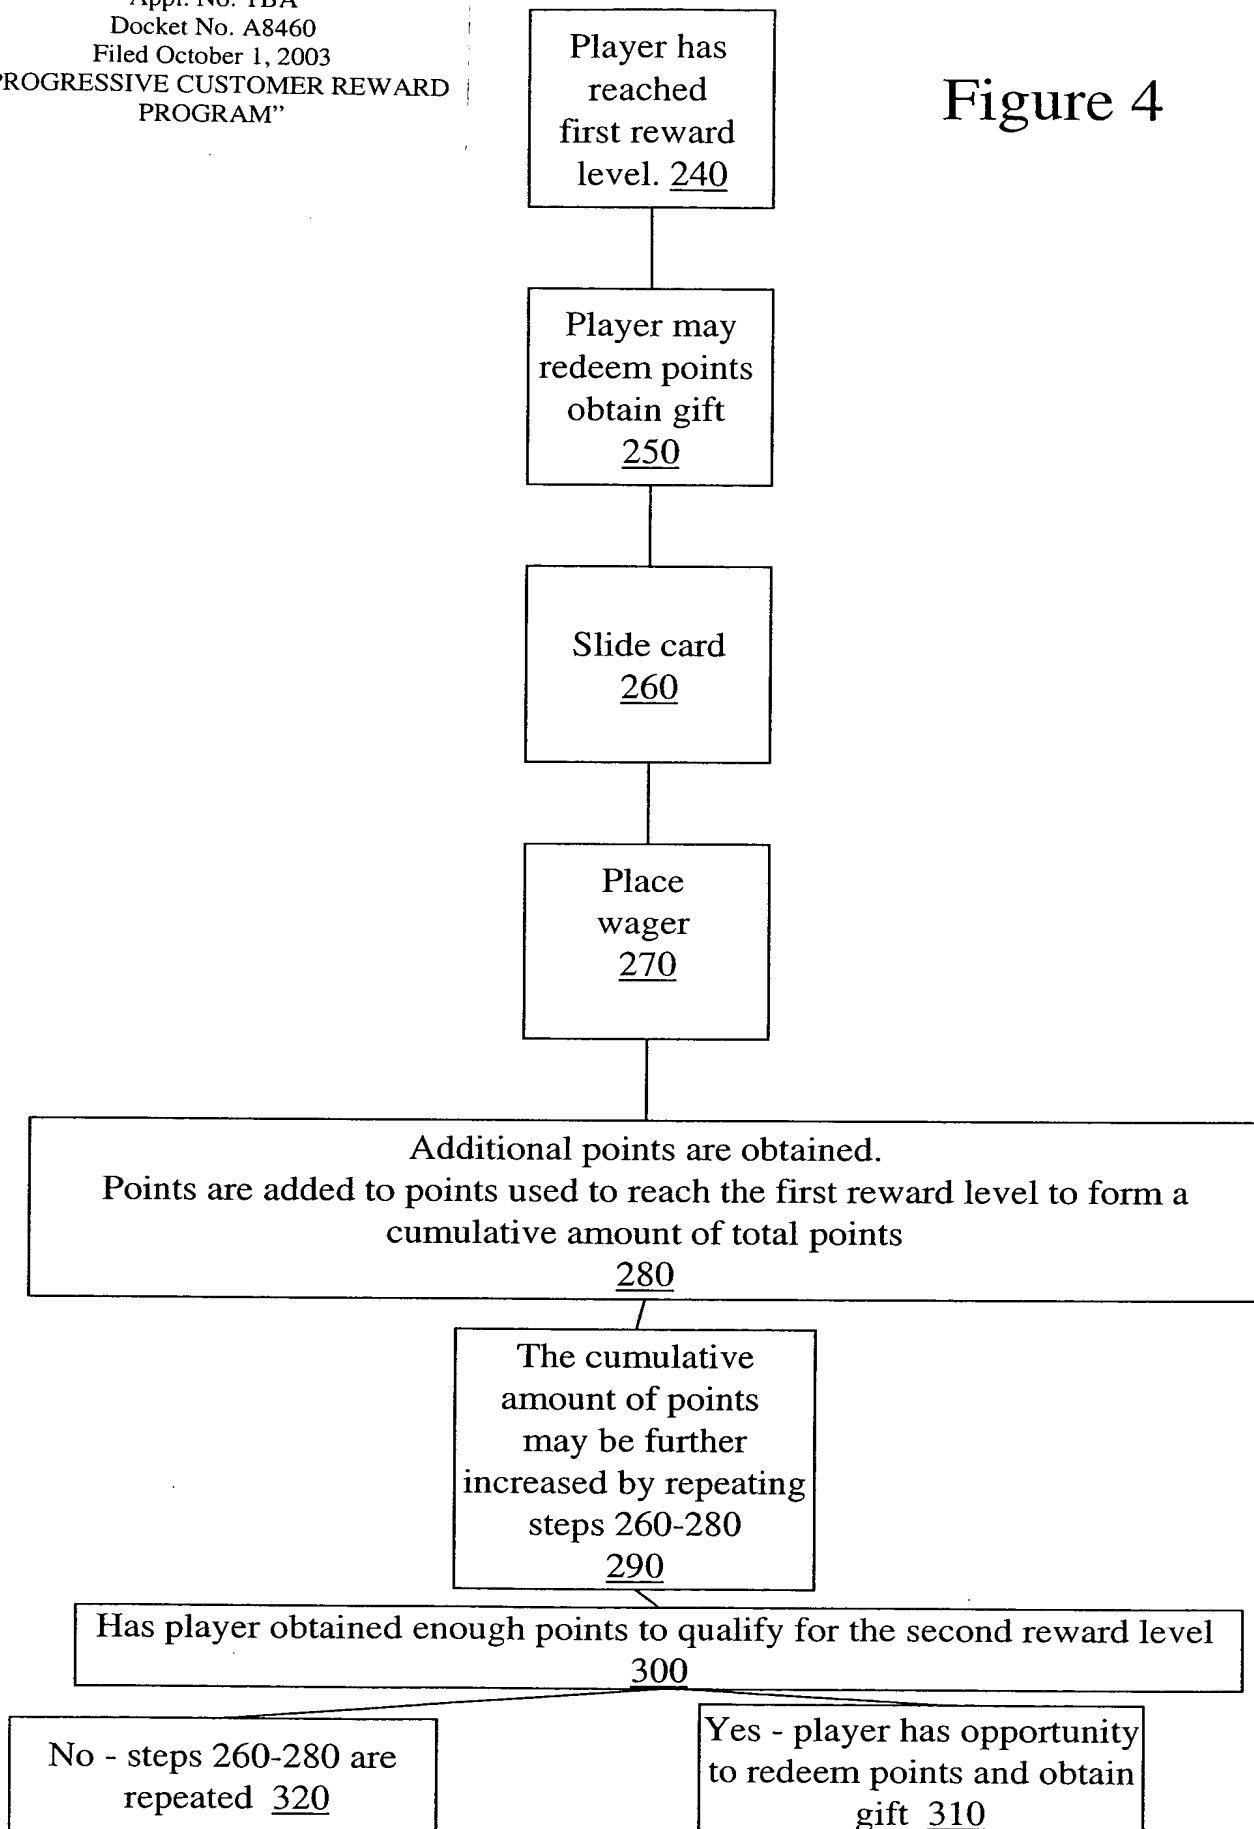 Appl. No. TBA
Docket No. A8460
Filed October 1, 2003
PROGRESSIVE CUSTOMER REWARD
PROGRAM”
Figure 4
Player has
reached
first reward
level. 240
Player may
redeem points
obtain gift
250
Slide card
260
Place
wager
270
Additional points are obtained.
Points are added to points used to reach the first reward level to form a
cumulative amount of total points
280
The cumulative
amount of points
may be further
increased by repeating
steps 260-280
290
Has player obtained enough points to qualify for the second reward level
300
No - steps 260-280 are
repeated 320
Yes - player has opportunity
to redeem points and obtain
gift 310